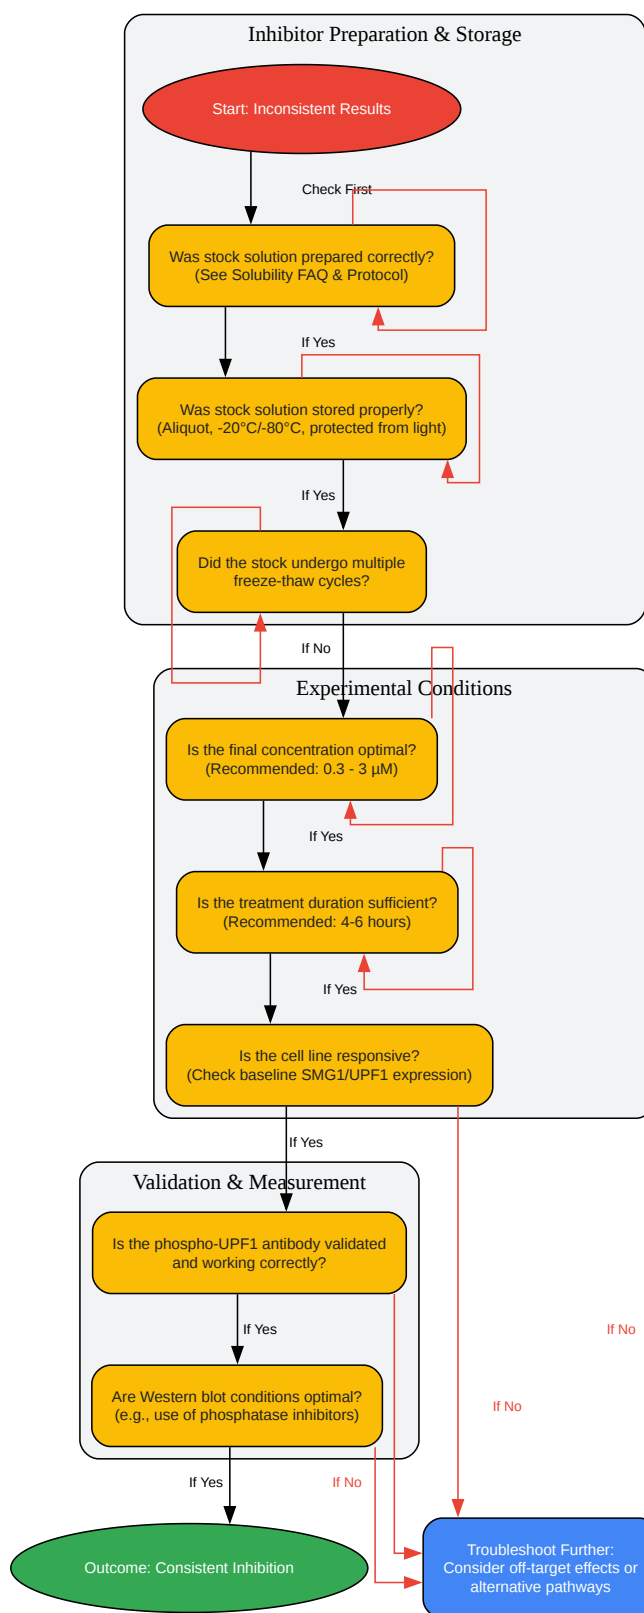 Inhibitor Preparation & Storage
Start: Inconsistent Results
Check First
Was stock solution prepared correctly?
(See Solubility FAQ & Protocol)
If Yes
Was stock solution stored properly?
(Aliquot, -20°C/-80°C, protected from light)
If Yes
Did the stock undergo multiple
freeze-thaw cycles?
If No
Experimental Conditions
Is the final concentration optimal?
(Recommended: 0.3 - 3 µM)
If Yes
Is the treatment duration sufficient?
(Recommended: 4-6 hours)
If Yes
Is the cell line responsive?
(Check baseline SMG1/UPF1 expression)
If Yes
Validation & Measurement
Is the phospho-UPF1 antibody validated
and working correctly?
If Yes
If No
Are Western blot conditions optimal?
(e.g., use of phosphatase inhibitors)
If No
If Yes
If No
Outcome: Consistent Inhibition
Troubleshoot Further:
Consider off-target effects or
alternative pathways